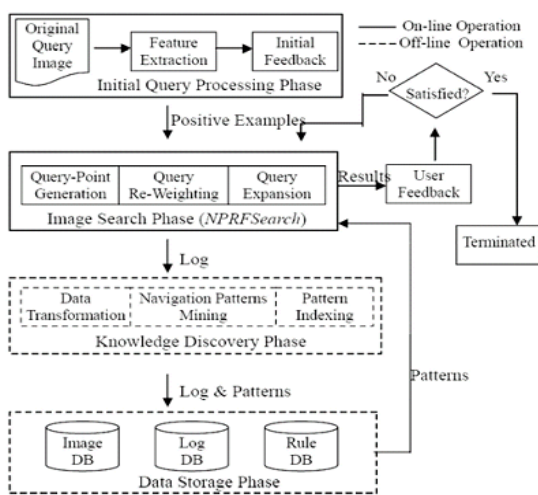 Original
Query
Image
Feature
Extraction
Initial
Feedback
Initial Query Processing Phase
On-line Operation
Off-line Operation
No
Yes
Satisfied?
Positive Examples
Query-Point
Generation
Query
Re-Weighting
Query
Expansion
Image Search Phase (NPRFSearch)
Results
User
Feedback
Terminated
Log
Data
Transformation
Navigation Patterns
Mining
Pattern
Indexing
Knowledge Discovery Phase
Log & Patterns
Patterns
Image
DB
Log
DB
Rule
DB
Data Storage Phase